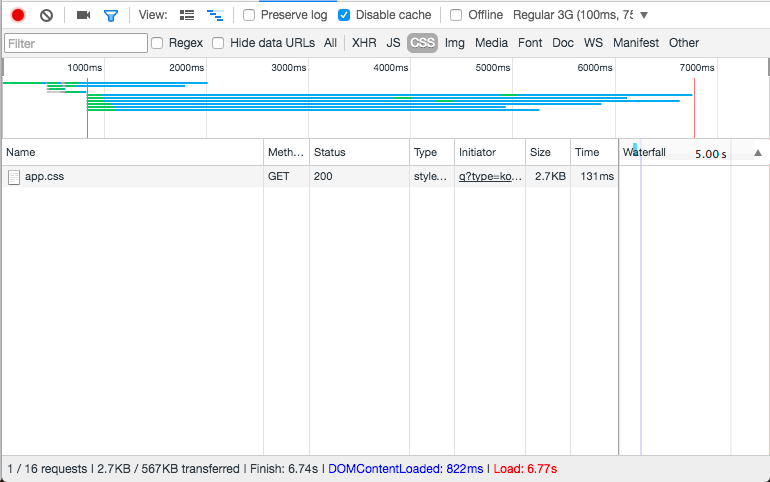 View: Preserve log Disable cache Offline Regular 3G (100ms, 75
Filter Regex Hide data URLs All XHR JS CSS Img Media Font Doc WS Manifest Other
1000ms 2000ms 3000ms 4000ms 5000ms 6000ms 7000ms
Name Meth… Status Type Initiator Size Time Waterfall 5.00 s
app.css GET 200 style… q?type=ko… 2.7KB 131ms
1 / 16 requests | 2.7KB / 567KB transferred | Finish: 6.74s | DOMContentLoaded: 822ms | Load: 6.77s